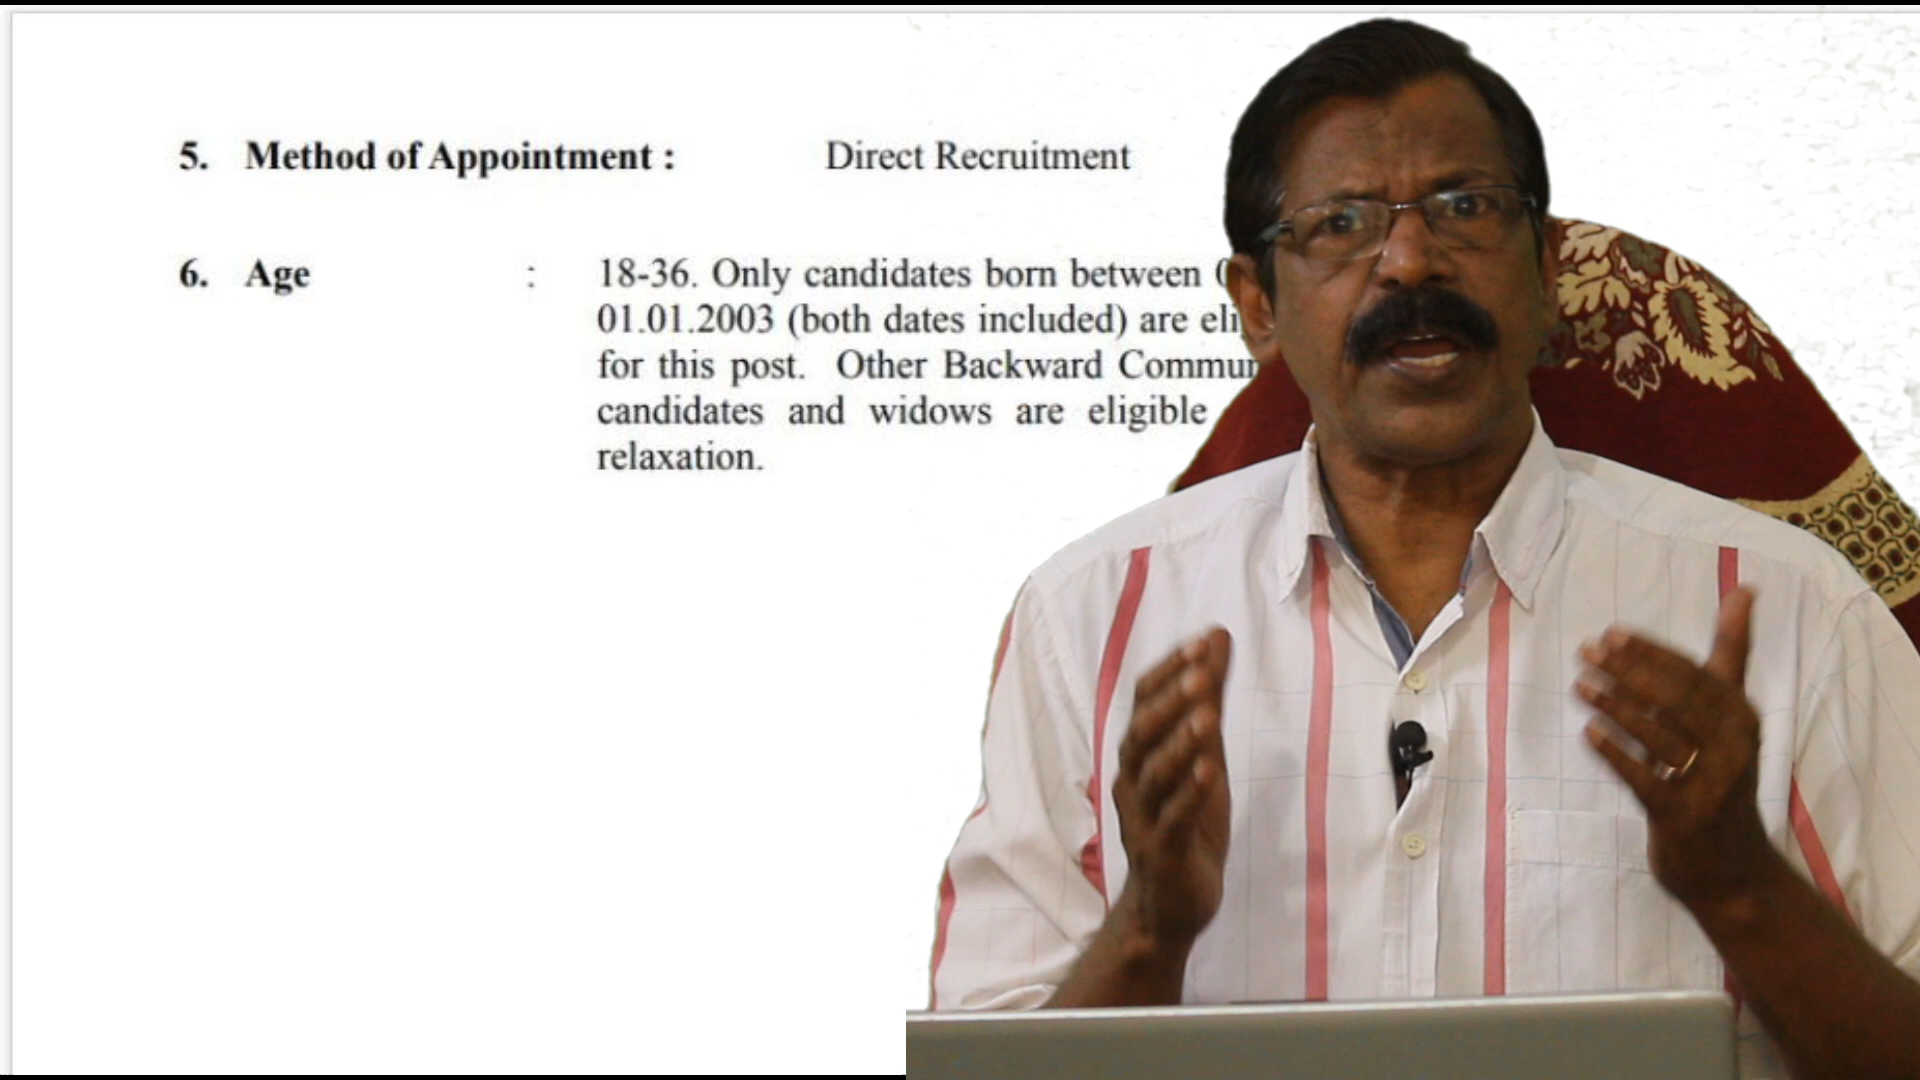 5. Method of Appointment : Direct Recruitment
6. Age : 18-36. Only candidates born between
01.01.2003 (both dates included) are
for this post. Other Backward
candidates and widows are eligible
relaxation.